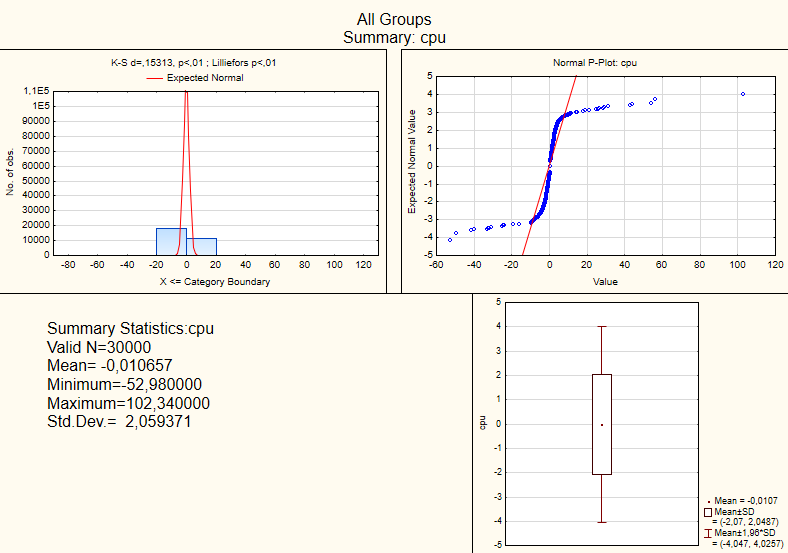 All Groups
Summary: cpu
K-S d=,15313, p<,01 ; Lilliefors p<,01
Expected Normal
1,1E5
1E5
90000
80000
70000
60000
50000
40000
30000
20000
10000
0
No. of obs.
-80 -60 -40 -20 0 20 40 60 80 100 120
X <= Category Boundary
Normal P-Plot: cpu
5
4
3
2
1
0
-1
-2
-3
-4
-5
Expected Normal Value
-60 -40 -20 0 20 40 60 80 100 120
Value
Summary Statistics:cpu
Valid N=30000
Mean= -0,010657
Minimum=-52,980000
Maximum=102,340000
Std.Dev.= 2,059371
5
4
3
2
1
0
-1
-2
-3
-4
-5
cpu
Mean = -0,0107
Mean±SD
= (-2,07, 2,0487)
Mean±1,96*SD
= (-4,047, 4,0257)